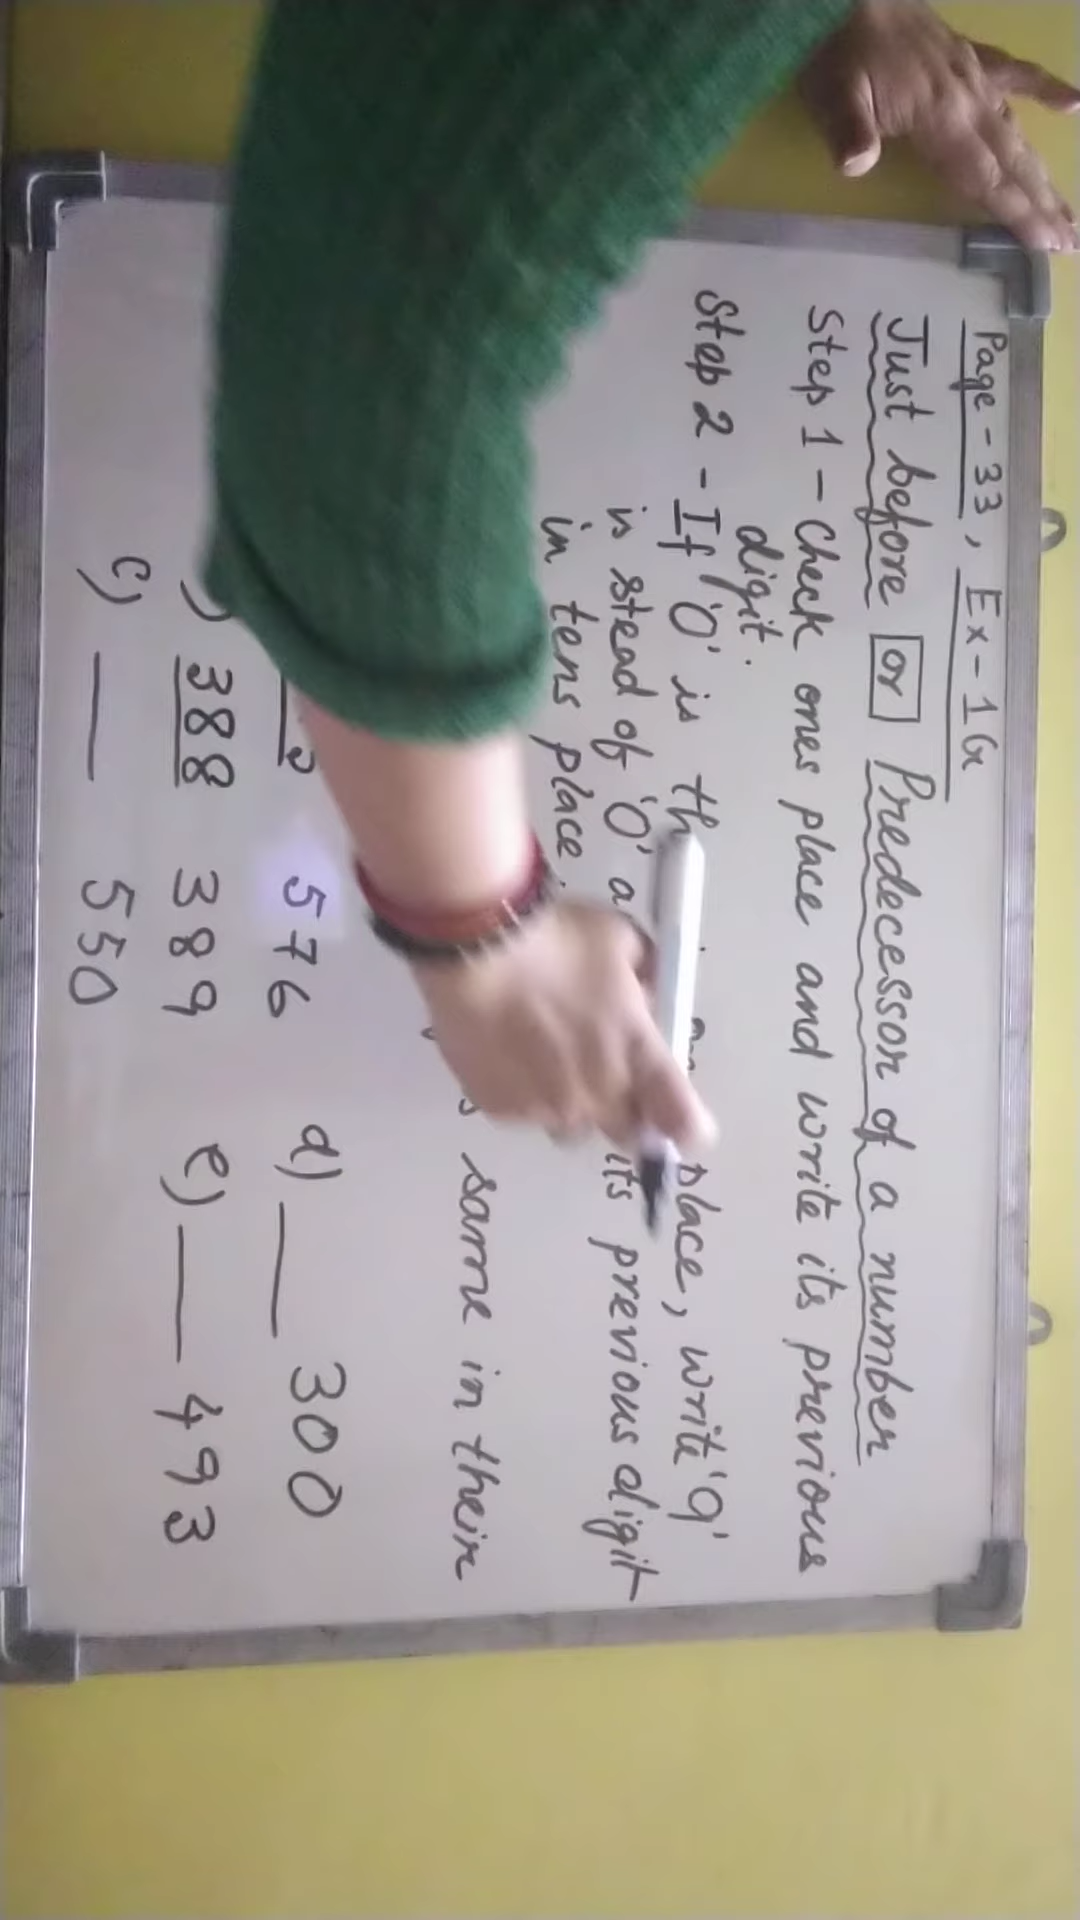 Page - 33, Ex - 1G
Just before or Predecessor of a number
Step 1 - Check ones place and write its previous
digit.
Step 2 - If '0' is place, write '9'
is stead of '0' its previous digit
in tens place.
same in their
576 d) ___ 300
) 388 389 e) ___ 493
c) ___ 550